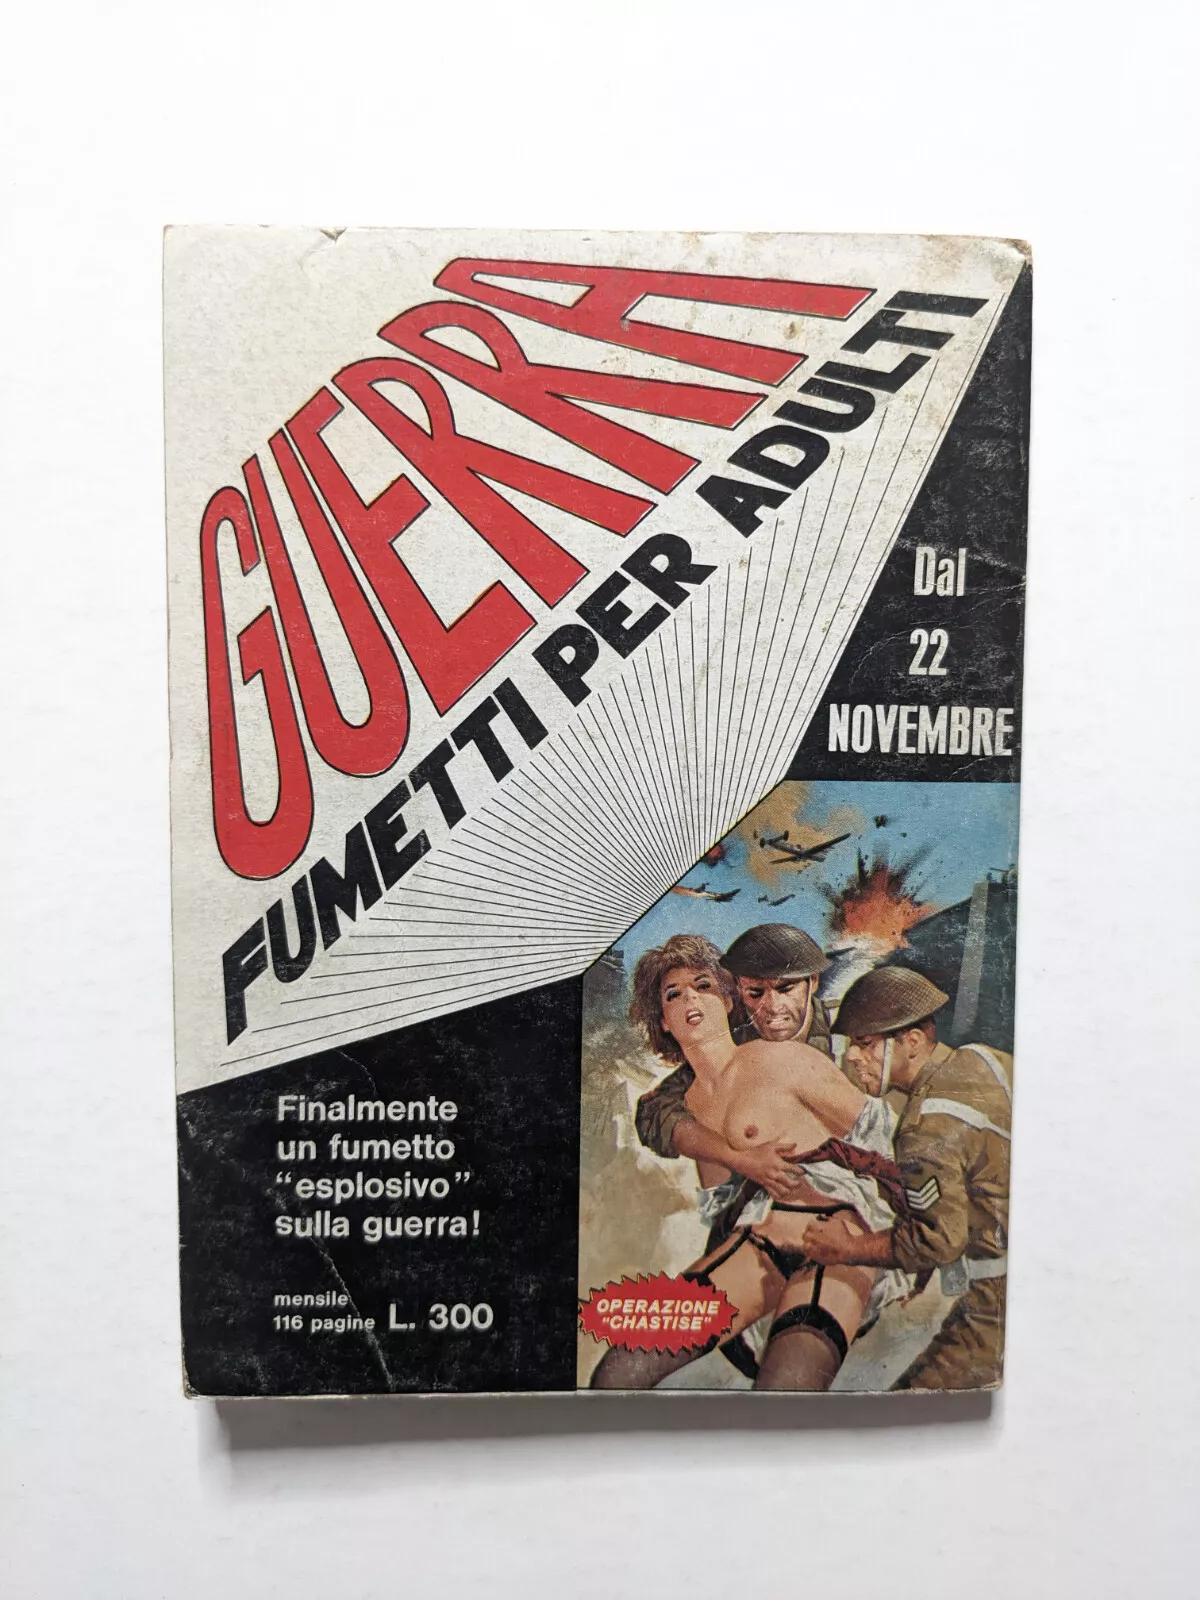 GUERRA
FUMETTI PER ADULTI
Dal
22
NOVEMBRE
Finalmente
un fumetto
"esplosivo"
sulla guerra!
mensile
116 pagine L. 300
OPERAZIONE
"CHASTISE"